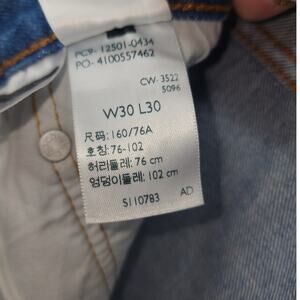 PC9- 12501-0434
PO- 4100557462
CW- 3522
5096
W30 L30
尺码: 160/76A
호칭: 76-102
허리둘레: 76 cm
엉덩이둘레: 102 cm
S110783 AD